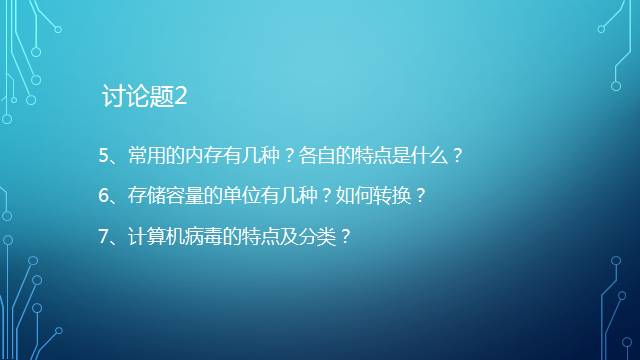 讨论题2
5、常用的内存有几种？各自的特点是什么？
6、存储容量的单位有几种？如何转换？
7、计算机病毒的特点及分类？